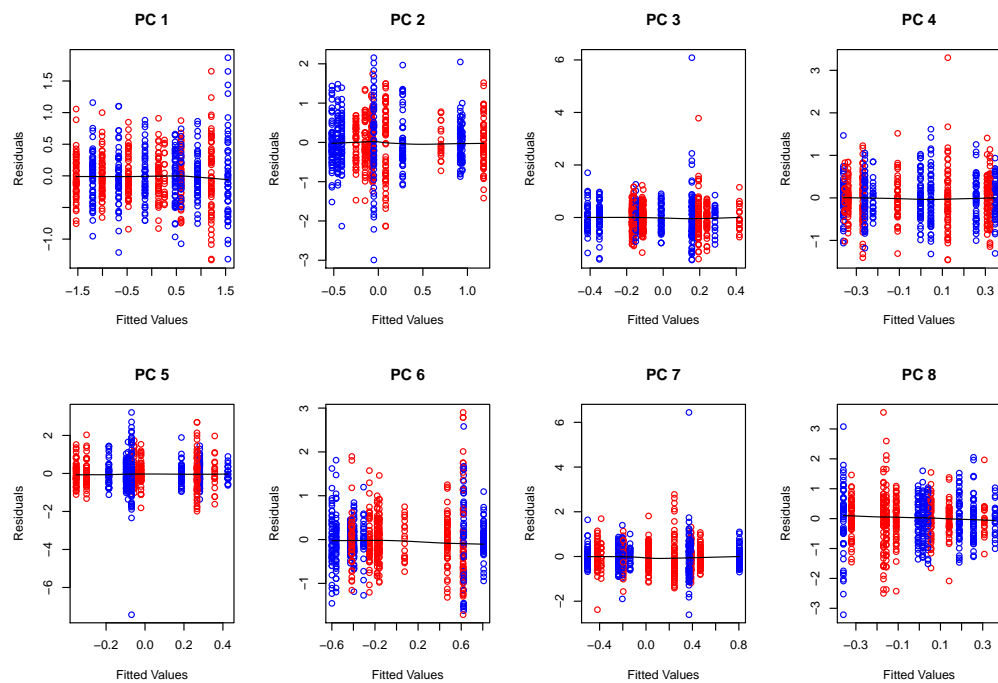 PC 1 PC 2 PC 3 PC 4
1.5 1.0 0.5 0.0 −1.0 Residuals
−1.5 −0.5 0.5 1.5
Fitted Values
2 1 0 −1 −2 −3 Residuals
−0.5 0.0 0.5 1.0
Fitted Values
6 4 2 0 Residuals
−0.4 −0.2 0.0 0.2 0.4
Fitted Values
3 2 1 0 −1 Residuals
−0.3 −0.1 0.1 0.3
Fitted Values
PC 5 PC 6 PC 7 PC 8
2 0 −2 −4 −6 Residuals
−0.2 0.0 0.2 0.4
Fitted Values
3 2 1 0 −1 Residuals
−0.6 −0.2 0.2 0.6
Fitted Values
6 4 2 0 −2 Residuals
−0.4 0.0 0.4 0.8
Fitted Values
3 2 1 0 −1 −2 −3 Residuals
−0.3 −0.1 0.1 0.3
Fitted Values